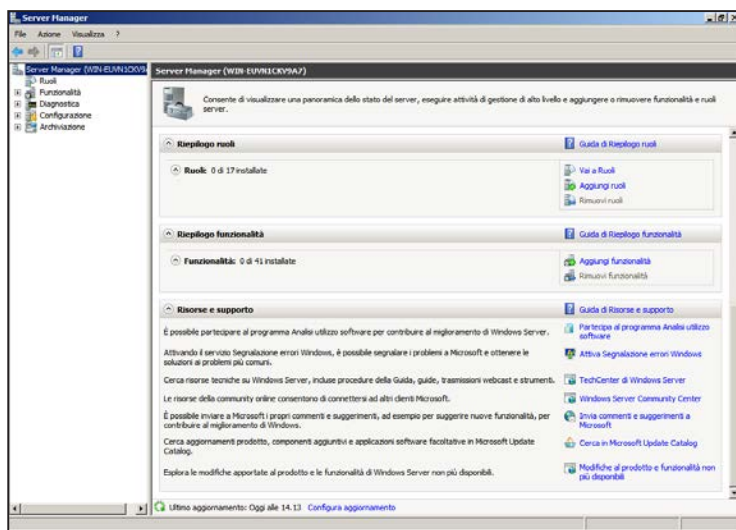 Server Manager
File Azione Visualizza ?
Server Manager (WIN-EUVN1CKV9A
Ruoli
Funzionalità
Diagnostica
Configurazione
Archiviazione
Server Manager (WIN-EUVN1CKV9A7)
Consente di visualizzare una panoramica dello stato del server, eseguire attività di gestione di alto livello e aggiungere o rimuovere funzionalità e ruoli
server.
Riepilogo ruoli
Guida di Riepilogo ruoli
Ruoli: 0 di 17 installate
Vai a Ruoli
Aggiungi ruoli
Rimuovi ruoli
Riepilogo funzionalità
Guida di Riepilogo funzionalità
Funzionalità: 0 di 41 installate
Aggiungi funzionalità
Rimuovi funzionalità
Risorse e supporto
Guida di Risorse e supporto
È possibile partecipare al programma Analisi utilizzo software per contribuire al miglioramento di Windows Server.
Partecipa al programma Analisi utilizzo
software
Attivando il servizio Segnalazione errori Windows, è possibile segnalare i problemi a Microsoft e ottenere le
soluzioni ai problemi più comuni.
Attiva Segnalazione errori Windows
Cerca risorse tecniche su Windows Server, incluse procedure della Guida, guide, trasmissioni webcast e strumenti.
TechCenter di Windows Server
Le risorse della community online consentono di connettersi ad altri clienti Microsoft.
Windows Server Community Center
È possibile inviare a Microsoft i propri commenti e suggerimenti, ad esempio per suggerire nuove funzionalità, per
contribuire al miglioramento di Windows.
Invia commenti e suggerimenti a
Microsoft
Cerca aggiornamenti prodotto, componenti aggiuntivi e applicazioni software facoltative in Microsoft Update
Catalog.
Cerca in Microsoft Update Catalog
Esplora le modifiche apportate al prodotto e le funzionalità di Windows Server non più disponibili.
Modifiche al prodotto e funzionalità non
più disponibili
Ultimo aggiornamento: Oggi alle 14.13 Configura aggiornamento